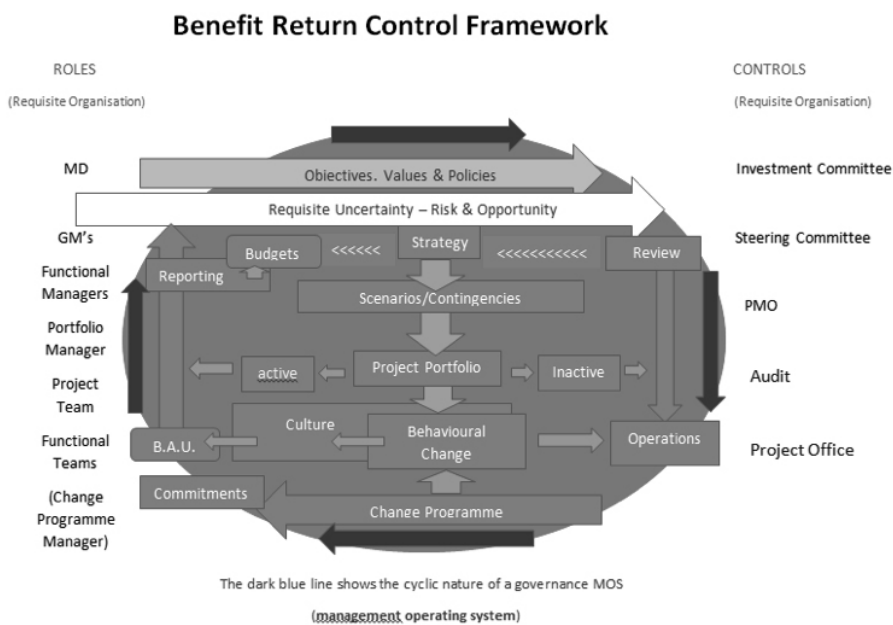 Benefit Return Control Framework
ROLES
(Requisite Organisation)
CONTROLS
(Requisite Organisation)
MD
Objectives. Values & Policies
Investment Committee
Requisite Uncertainty – Risk & Opportunity
GM's
Budgets
<<<<<<
Strategy
<<<<<<<<<<<
Review
Steering Committee
Functional
Managers
Reporting
Scenarios/Contingencies
PMO
Portfolio
Manager
active
Project Portfolio
Inactive
Audit
Project
Team
Culture
Behavioural
Change
Operations
Functional
Teams
B.A.U.
Project Office
(Change
Programme
Manager)
Commitments
Change Programme
The dark blue line shows the cyclic nature of a governance MOS
(management operating system)